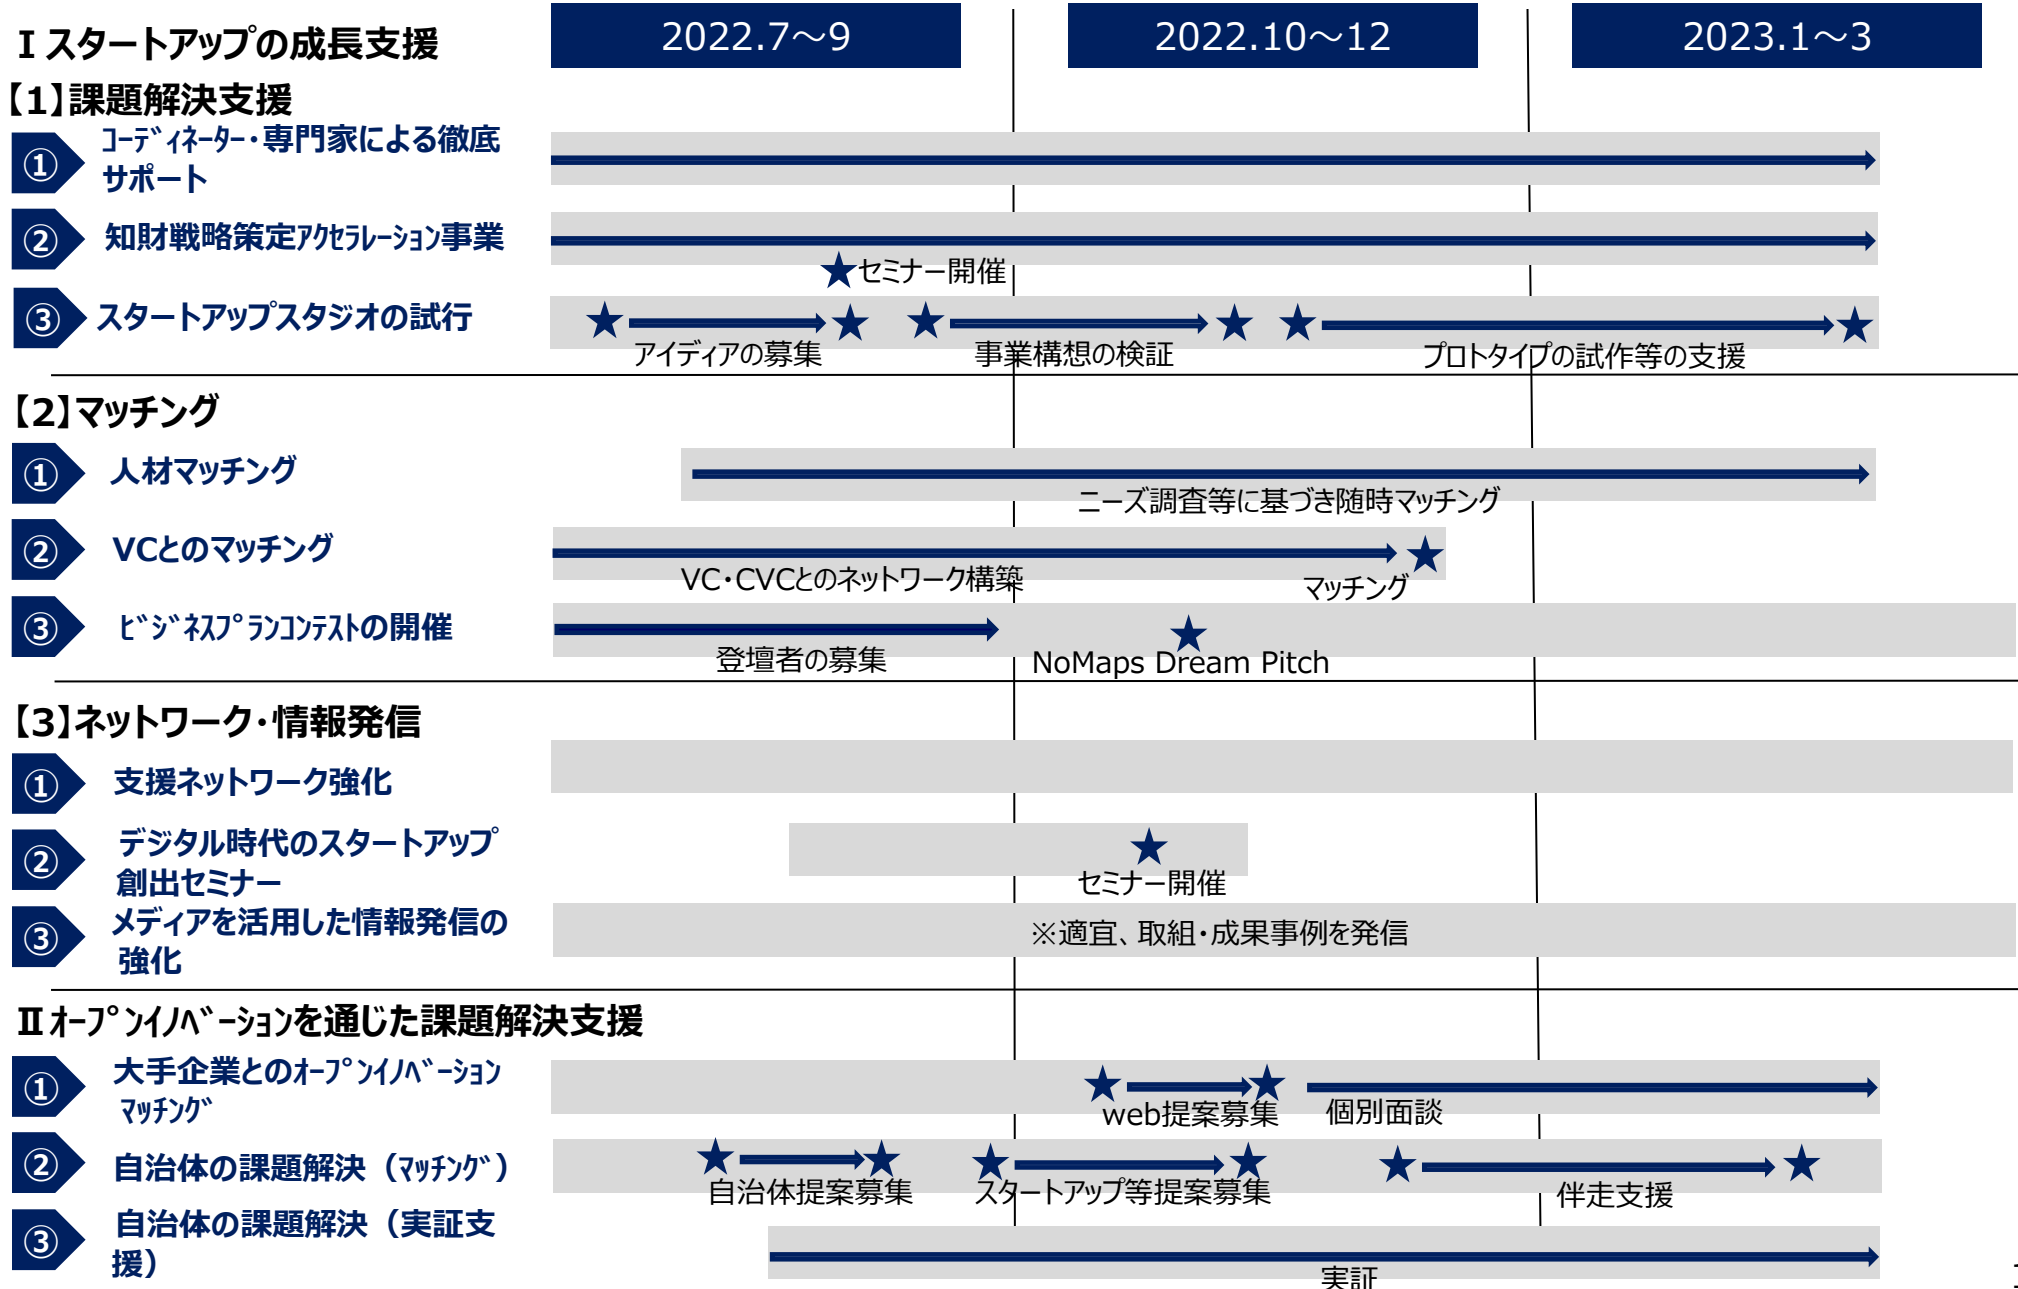 Ⅰスタートアップの成長支援
2022.7～9
2022.10～12
2023.1～3
【1】課題解決支援
①
ｺｰﾃﾞｨﾈｰﾀｰ・専門家による徹底
サポート
②
知財戦略策定ｱｸｾﾗﾚｰｼｮﾝ事業
★セミナー開催
③
スタートアップスタジオの試行
アイディアの募集
事業構想の検証
プロトタイプの試作等の支援
【2】マッチング
①
人材マッチング
ニーズ調査等に基づき随時マッチング
②
VCとのマッチング
VC・CVCとのネットワーク構築
マッチング
③
ﾋﾞｼﾞﾈｽﾌﾟﾗﾝｺﾝﾃｽﾄの開催
登壇者の募集
NoMaps Dream Pitch
【3】ネットワーク・情報発信
①
支援ネットワーク強化
②
デジタル時代のスタートアップ
創出セミナー
セミナー開催
③
メディアを活用した情報発信の
強化
※適宜、取組・成果事例を発信
Ⅱｵｰﾌﾟﾝｲﾉﾍﾞｰｼｮﾝを通じた課題解決支援
①
大手企業とのｵｰﾌﾟﾝｲﾉﾍﾞｰｼｮﾝ
ﾏｯﾁﾝｸﾞ
web提案募集
個別面談
②
自治体の課題解決（ﾏｯﾁﾝｸﾞ）
自治体提案募集
スタートアップ等提案募集
伴走支援
③
自治体の課題解決（実証支
援）
実証